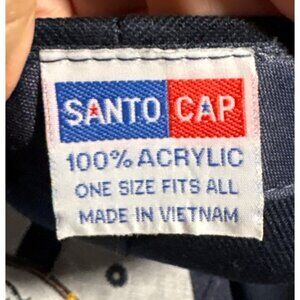 SANTO CAP
100% ACRYLIC
ONE SIZE FITS ALL
MADE IN VIETNAM